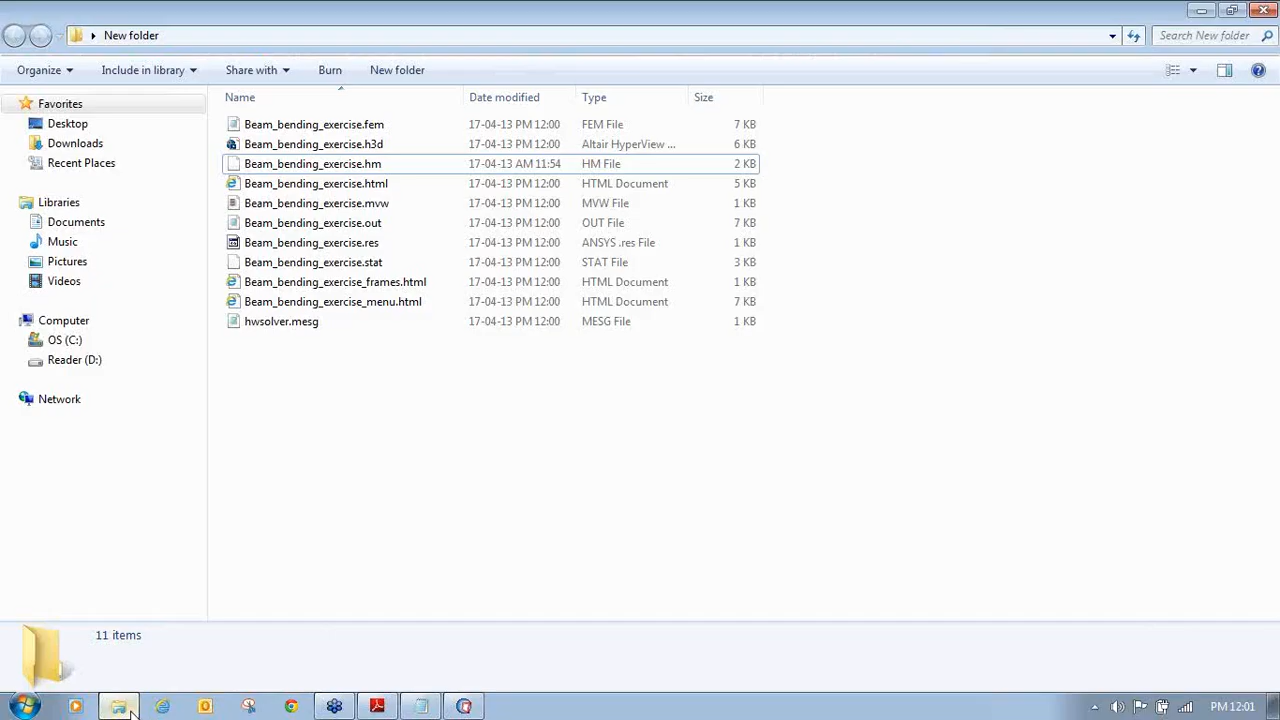 New folder
Search New folder
Organize Include in library Share with Burn New folder
Name Date modified Type Size
Favorites
Desktop
Downloads
Recent Places
Libraries
Documents
Music
Pictures
Videos
Computer
OS (C:)
Reader (D:)
Network
Beam_bending_exercise.fem 17-04-13 PM 12:00 FEM File 7 KB
Beam_bending_exercise.h3d 17-04-13 PM 12:00 Altair HyperView ... 6 KB
Beam_bending_exercise.hm 17-04-13 AM 11:54 HM File 2 KB
Beam_bending_exercise.html 17-04-13 PM 12:00 HTML Document 5 KB
Beam_bending_exercise.mvw 17-04-13 PM 12:00 MVW File 1 KB
Beam_bending_exercise.out 17-04-13 PM 12:00 OUT File 7 KB
Beam_bending_exercise.res 17-04-13 PM 12:00 ANSYS .res File 1 KB
Beam_bending_exercise.stat 17-04-13 PM 12:00 STAT File 3 KB
Beam_bending_exercise_frames.html 17-04-13 PM 12:00 HTML Document 1 KB
Beam_bending_exercise_menu.html 17-04-13 PM 12:00 HTML Document 7 KB
hwsolver.mesg 17-04-13 PM 12:00 MESG File 1 KB
11 items
PM 12:01